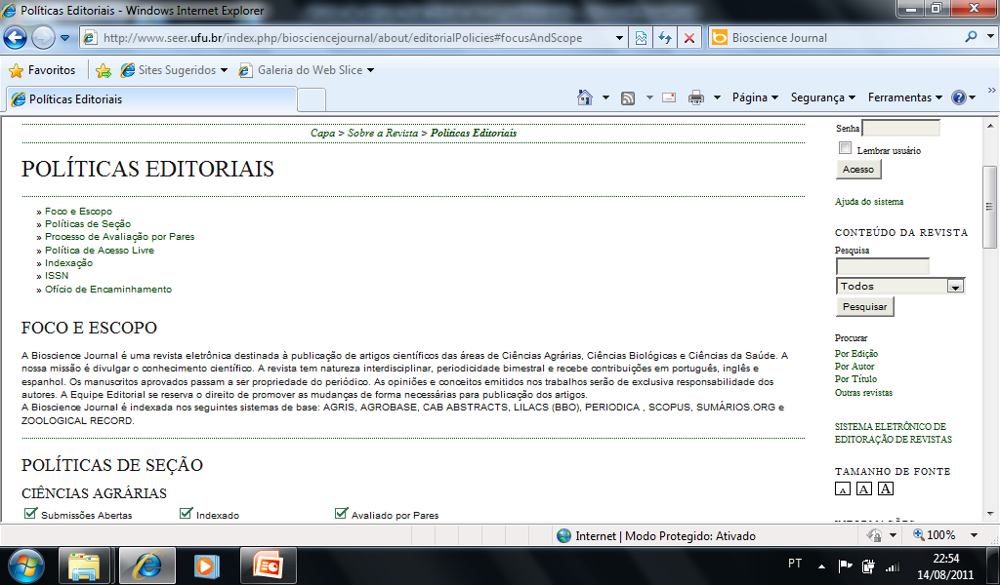 Políticas Editoriais - Windows Internet Explorer
http://www.seer.ufu.br/index.php/biosciencejournal/about/editorialPolicies#focusAndScope
Bioscience Journal
Favoritos
Sites Sugeridos
Galeria do Web Slice
Políticas Editoriais
Página
Segurança
Ferramentas
»
Capa > Sobre a Revista > Políticas Editoriais
POLÍTICAS EDITORIAIS
» Foco e Escopo
» Políticas de Seção
» Processo de Avaliação por Pares
» Política de Acesso Livre
» Indexação
» ISSN
» Ofício de Encaminhamento
FOCO E ESCOPO
A Bioscience Journal é uma revista eletrônica destinada à publicação de artigos científicos das áreas de Ciências Agrárias, Ciências Biológicas e Ciências da Saúde. A
nossa missão é divulgar o conhecimento científico. A revista tem natureza interdisciplinar, periodicidade bimestral e recebe contribuições em português, inglês e
espanhol. Os manuscritos aprovados passam a ser propriedade do periódico. As opiniões e conceitos emitidos nos trabalhos serão de exclusiva responsabilidade dos
autores. A Equipe Editorial se reserva o direito de promover as mudanças de forma necessárias para publicação dos artigos.
A Bioscience Journal é indexada nos seguintes sistemas de base: AGRIS, AGROBASE, CAB ABSTRACTS, LILACS (BBO), PERIODICA , SCOPUS, SUMÁRIOS.ORG e
ZOOLOGICAL RECORD.
POLÍTICAS DE SEÇÃO
CIÊNCIAS AGRÁRIAS
Submissões Abertas
Indexado
Avaliado por Pares
Senha
Lembrar usuário
Acesso
Ajuda do sistema
CONTEÚDO DA REVISTA
Pesquisa
Todos
Pesquisar
Procurar
Por Edição
Por Autor
Por Título
Outras revistas
SISTEMA ELETRÔNICO DE
EDITORAÇÃO DE REVISTAS
TAMANHO DE FONTE
A A A
Internet | Modo Protegido: Ativado
100%
PT
22:54
14/08/2011